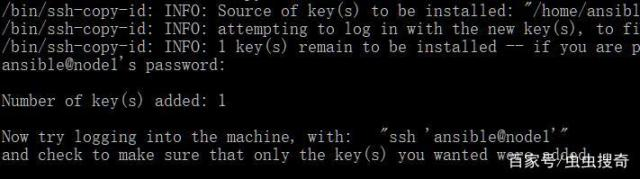 /bin/ssh-copy-id: INFO: Source of key(s) to be installed: "/home/ansibl
/bin/ssh-copy-id: INFO: attempting to log in with the new key(s), to fi
/bin/ssh-copy-id: INFO: 1 key(s) remain to be installed -- if you are p
ansible@node1's password:
Number of key(s) added: 1
Now try logging into the machine, with:   "ssh 'ansible@node1'"
and check to make sure that only the key(s) you wanted were added.
百家号/虫虫搜奇